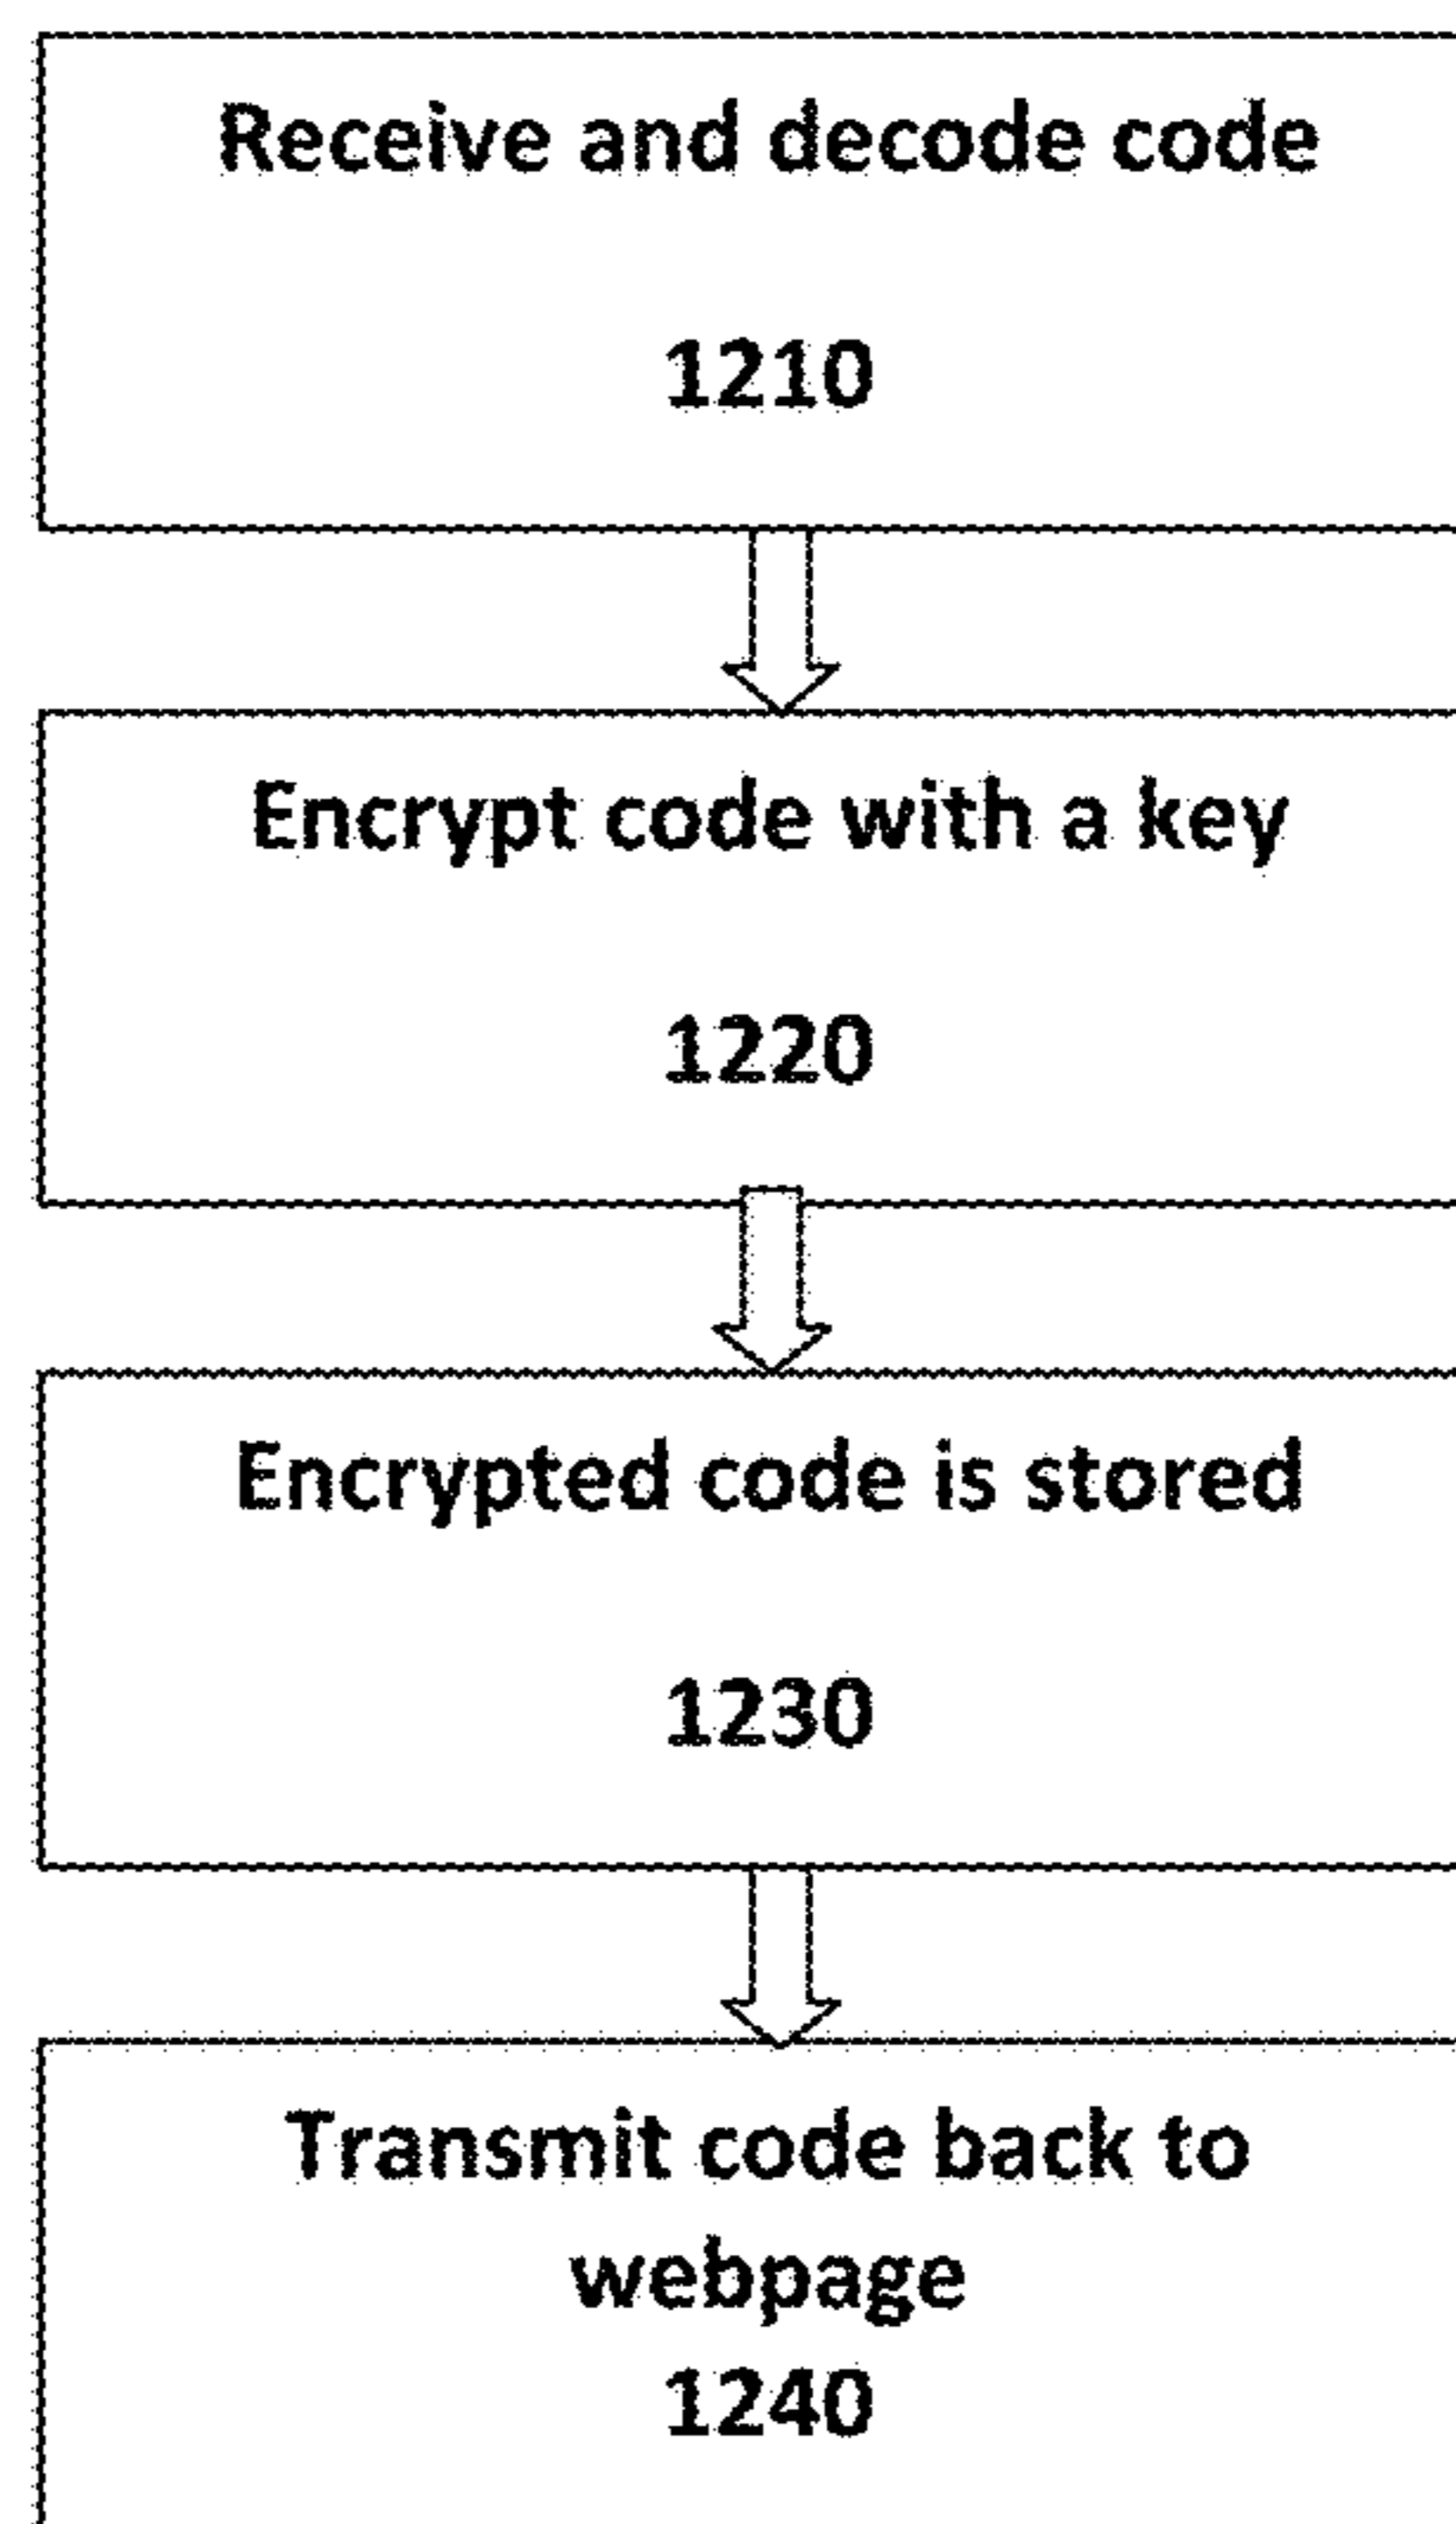 Receive and decode code
1210
Encrypt code with a key
1220
Encrypted code is stored
1230
Transmit code back to
webpage
1240